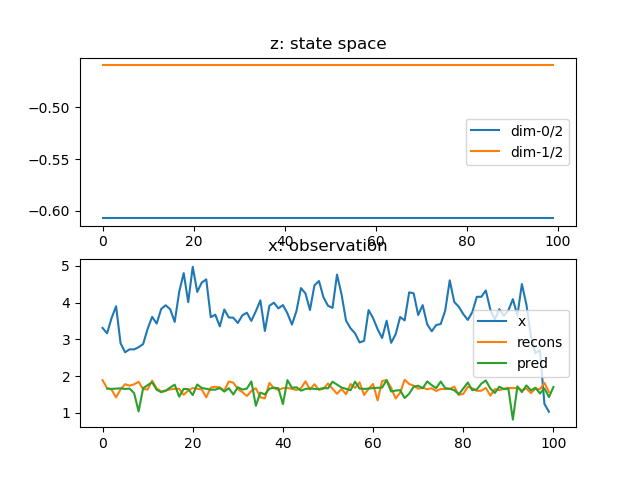 z: state space
−0.50
−0.55
−0.60
dim-0/2
dim-1/2
0 20 40 60 80 100
x: observation
5
4
3
2
1
x
recons
pred
0 20 40 60 80 100